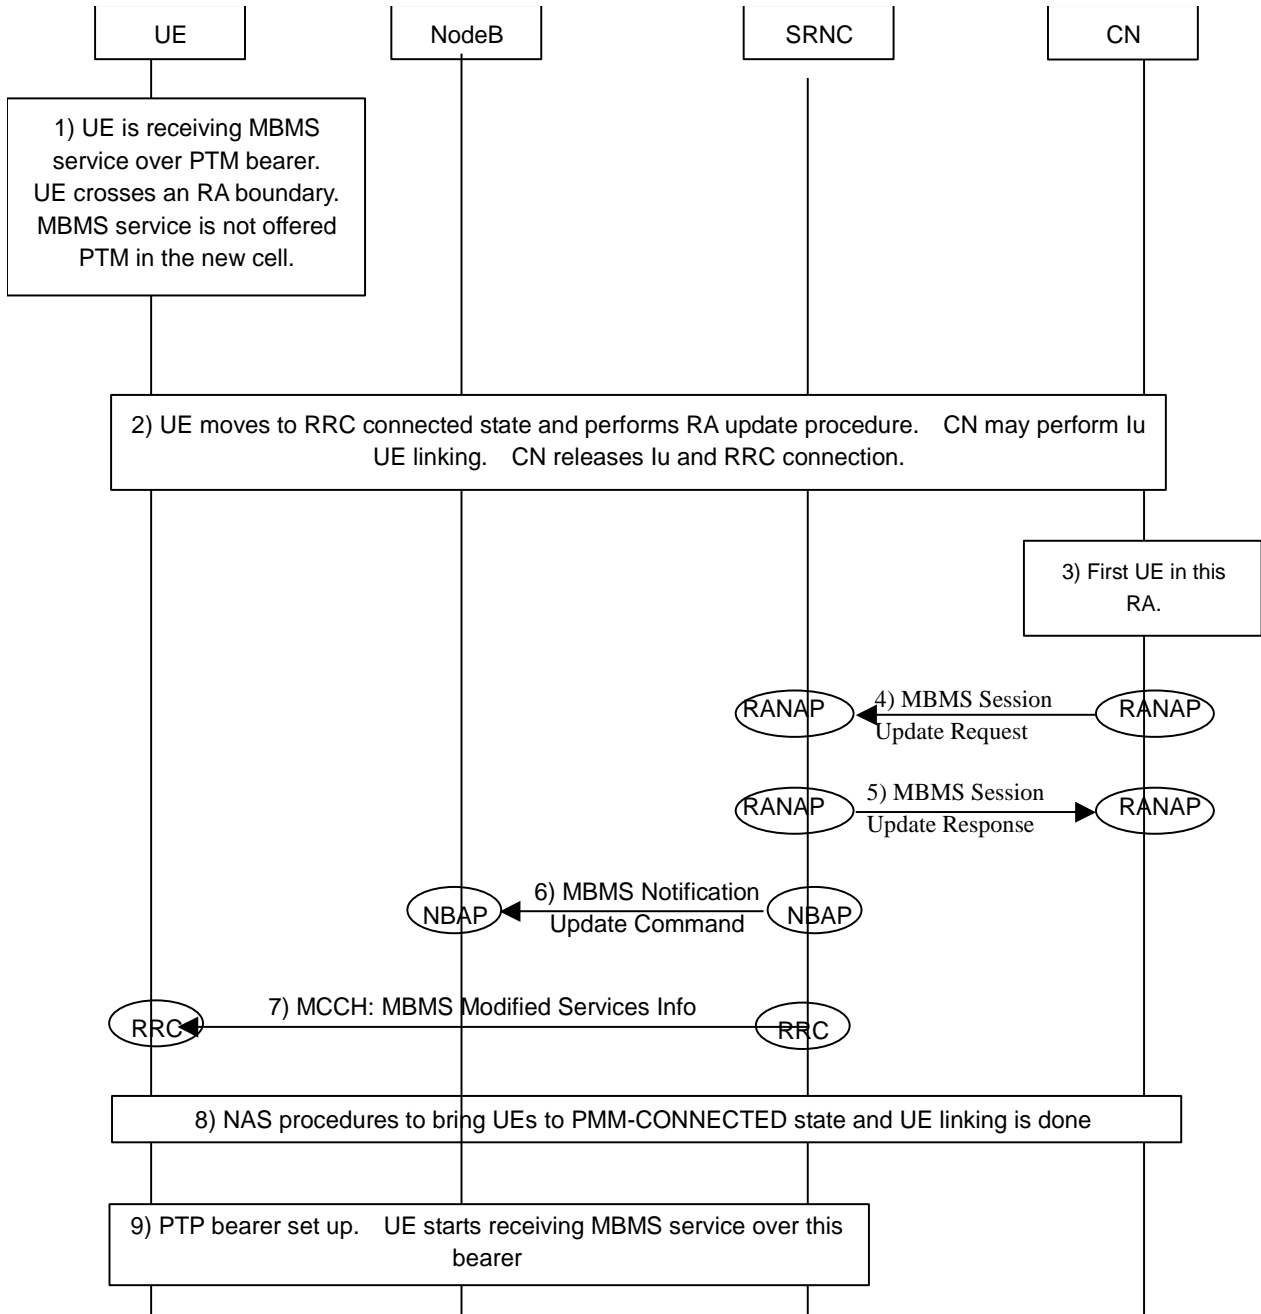 UE NodeB SRNC CN
1) UE is receiving MBMS
service over PTM bearer.
UE crosses an RA boundary.
MBMS service is not offered
PTM in the new cell.
2) UE moves to RRC connected state and performs RA update procedure. CN may perform Iu
UE linking. CN releases Iu and RRC connection.
3) First UE in this
RA.
RANAP 4) MBMS Session RANAP
Update Request
RANAP 5) MBMS Session RANAP
Update Response
NBAP 6) MBMS Notification NBAP
Update Command
RRC 7) MCCH: MBMS Modified Services Info RRC
8) NAS procedures to bring UEs to PMM-CONNECTED state and UE linking is done
9) PTP bearer set up. UE starts receiving MBMS service over this
bearer